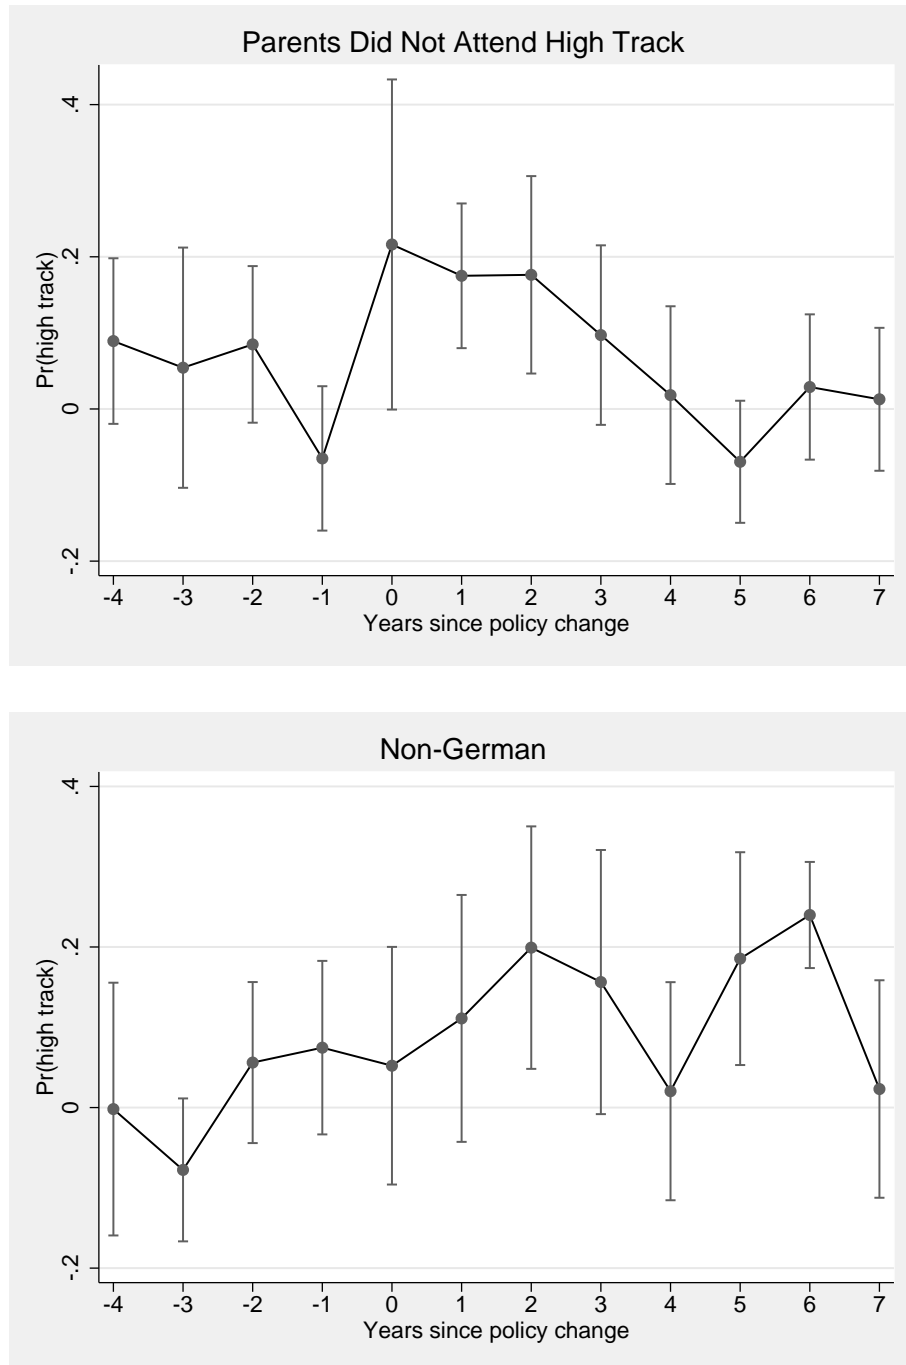 Parents Did Not Attend High Track
Pr(high track)
.4
.2
0
-.2
-4 -3 -2 -1 0 1 2 3 4 5 6 7
Years since policy change
Non-German
Pr(high track)
.4
.2
0
-.2
-4 -3 -2 -1 0 1 2 3 4 5 6 7
Years since policy change